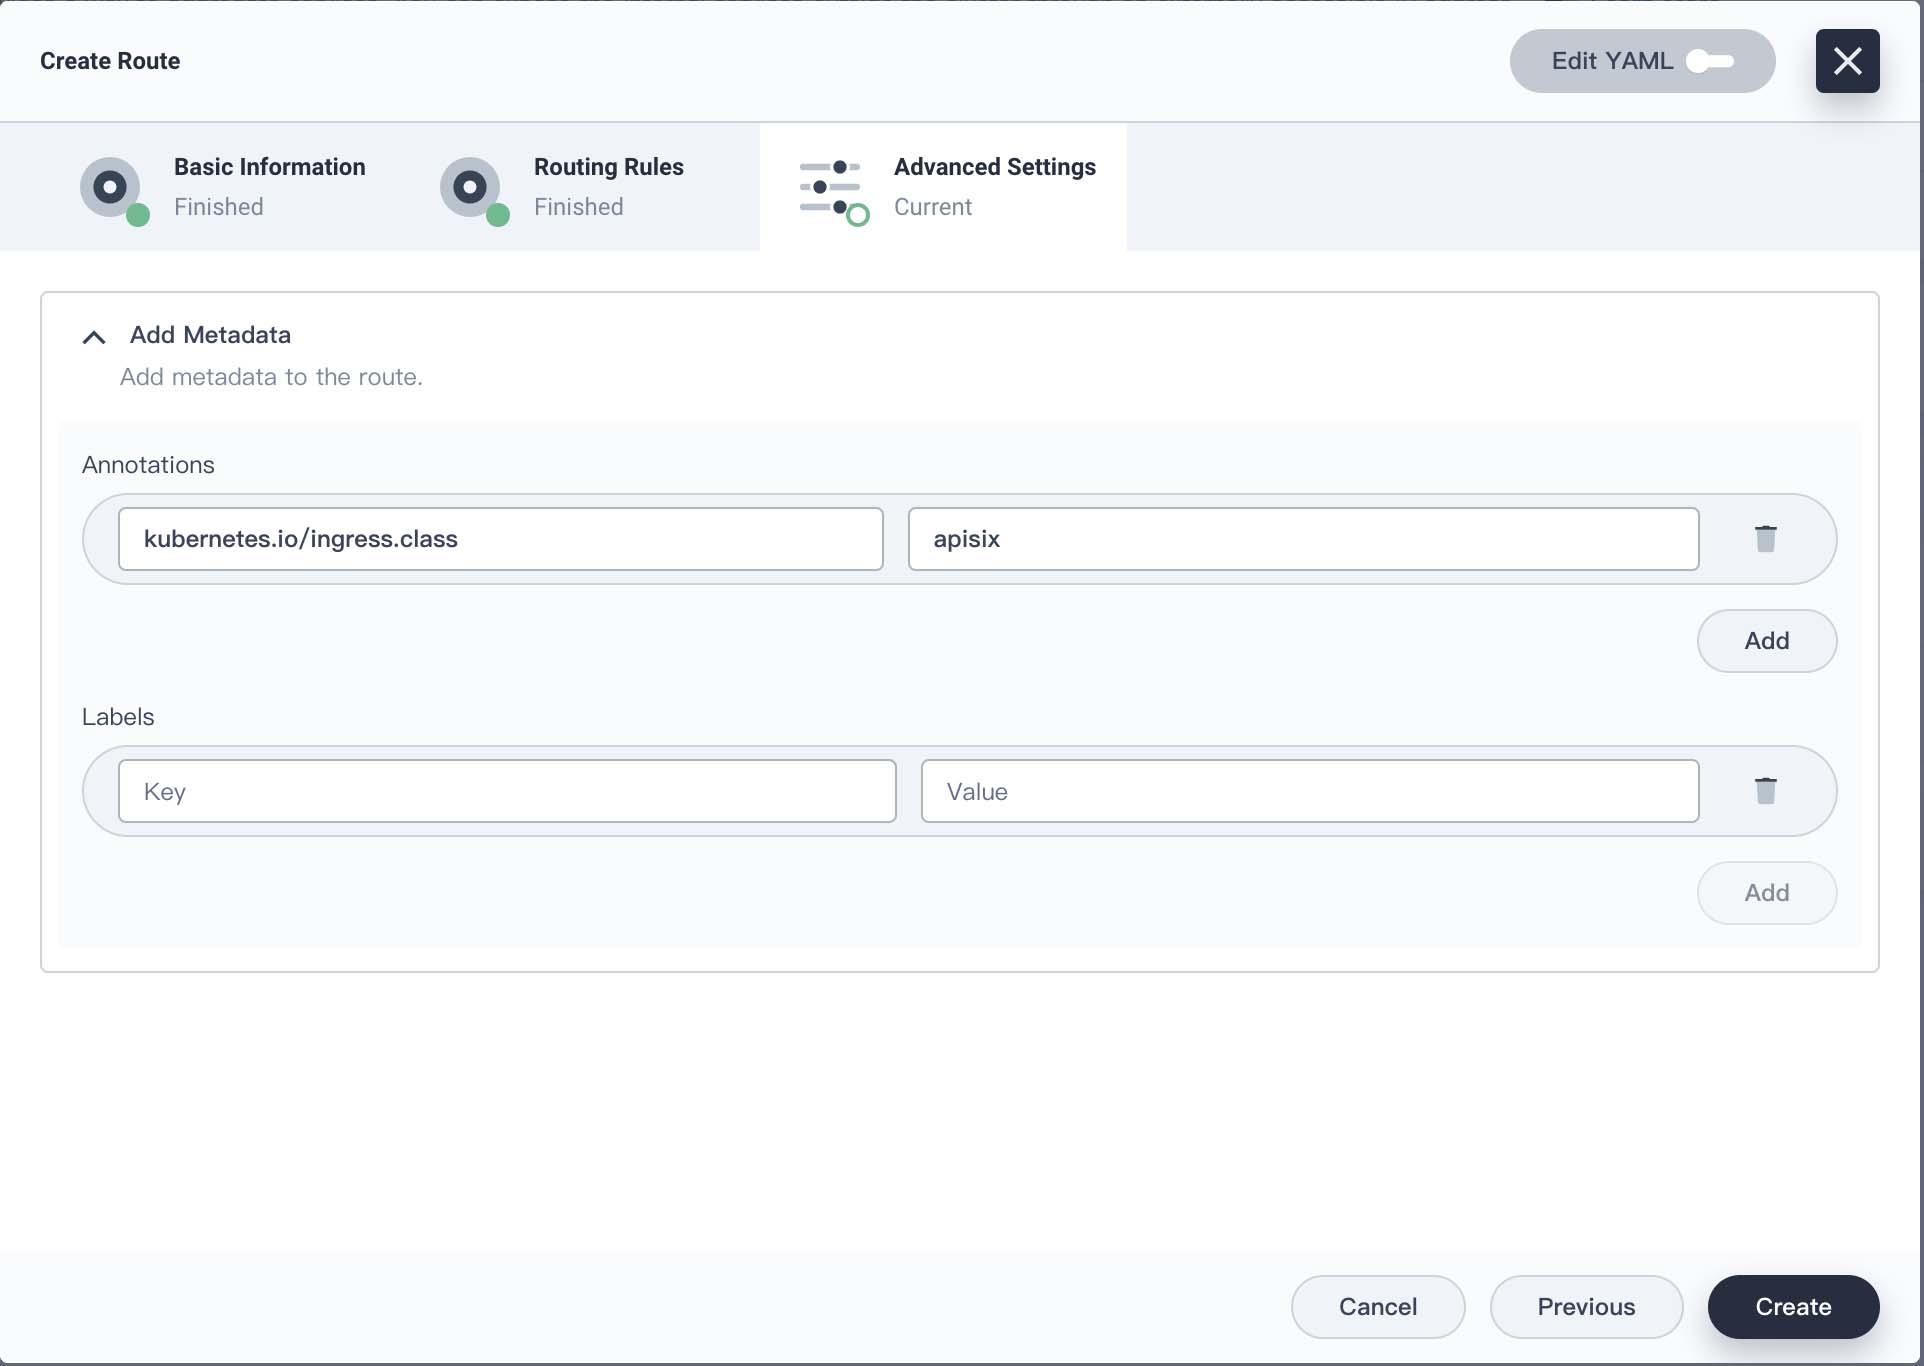 Create Route
Edit YAML
Basic Information
Finished
Routing Rules
Finished
Advanced Settings
Current
Add Metadata
Add metadata to the route.
Annotations
kubernetes.io/ingress.class
apisix
Add
Labels
Key
Value
Add
Cancel
Previous
Create